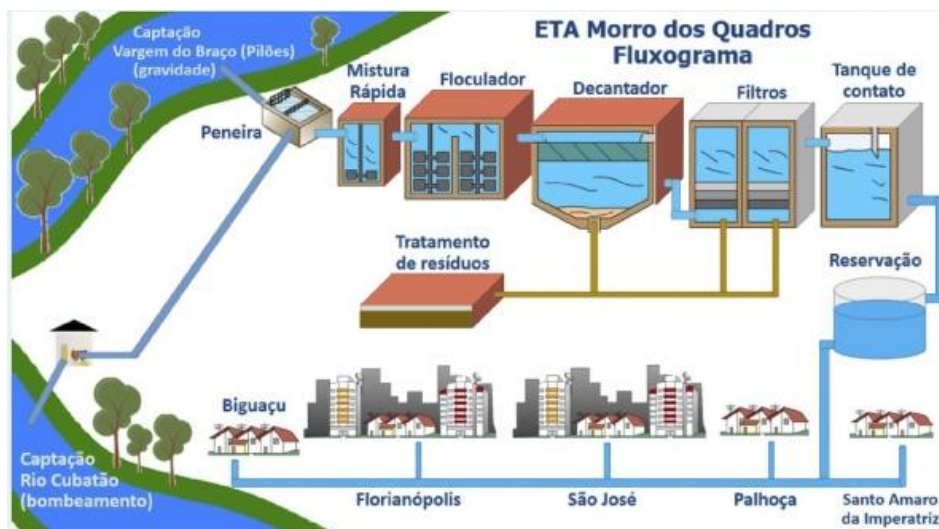 Captação
Vargem do Braço (Pilões)
(gravidade)
ETA Morro dos Quadros
Fluxograma
Peneira
Mistura
Rápida
Floculador
Decantador
Filtros
Tanque de
contato
Tratamento
de resíduos
Reservação
Captação
Rio Cubatão
(bombeamento)
Biguaçu
Florianópolis
São José
Palhoça
Santo Amaro
da Imperatriz